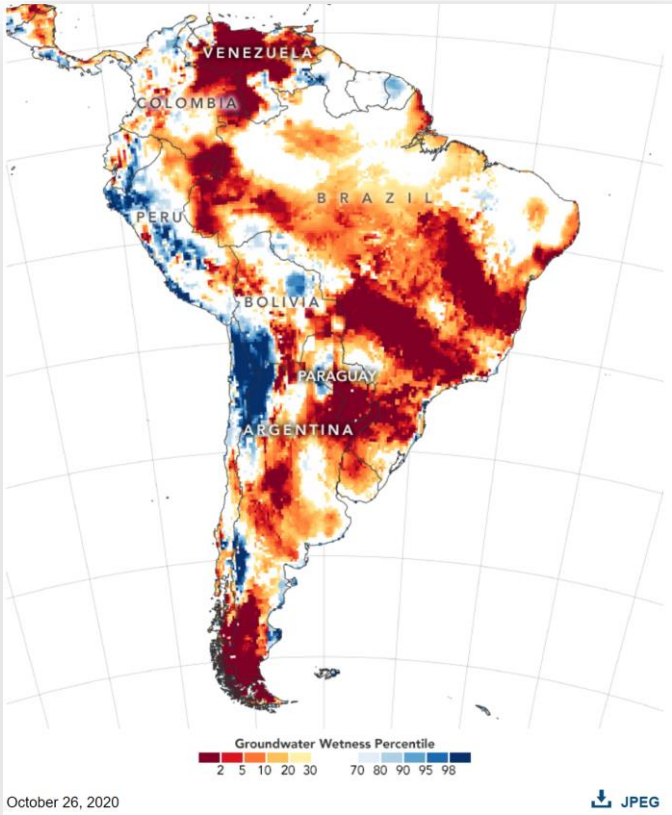 VENEZUELA
COLOMBIA
BRAZIL
PERU
BOLIVIA
PARAGUAY
ARGENTINA
Groundwater Wetness Percentile
2 5 10 20 30 70 80 90 95 98
October 26, 2020 JPEG